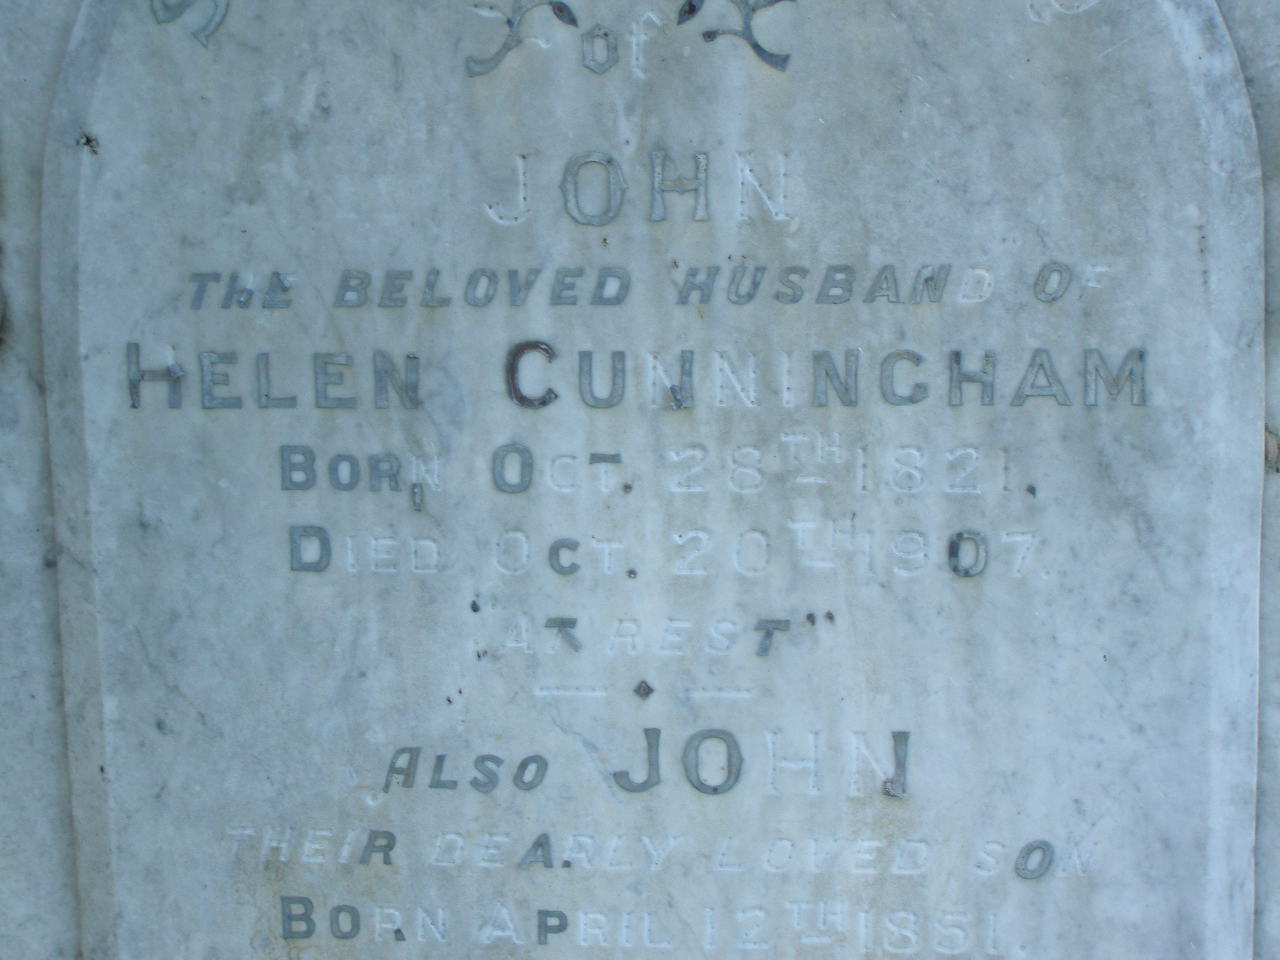 of
JOHN
THE BELOVED HUSBAND OF
HELEN CUNNINGHAM
BORN OCT. 28TH 1821.
DIED OCT. 20TH 1907.
"AT REST"
ALSO JOHN
THEIR DEARLY LOVED SON
BORN APRIL 12TH 1851.